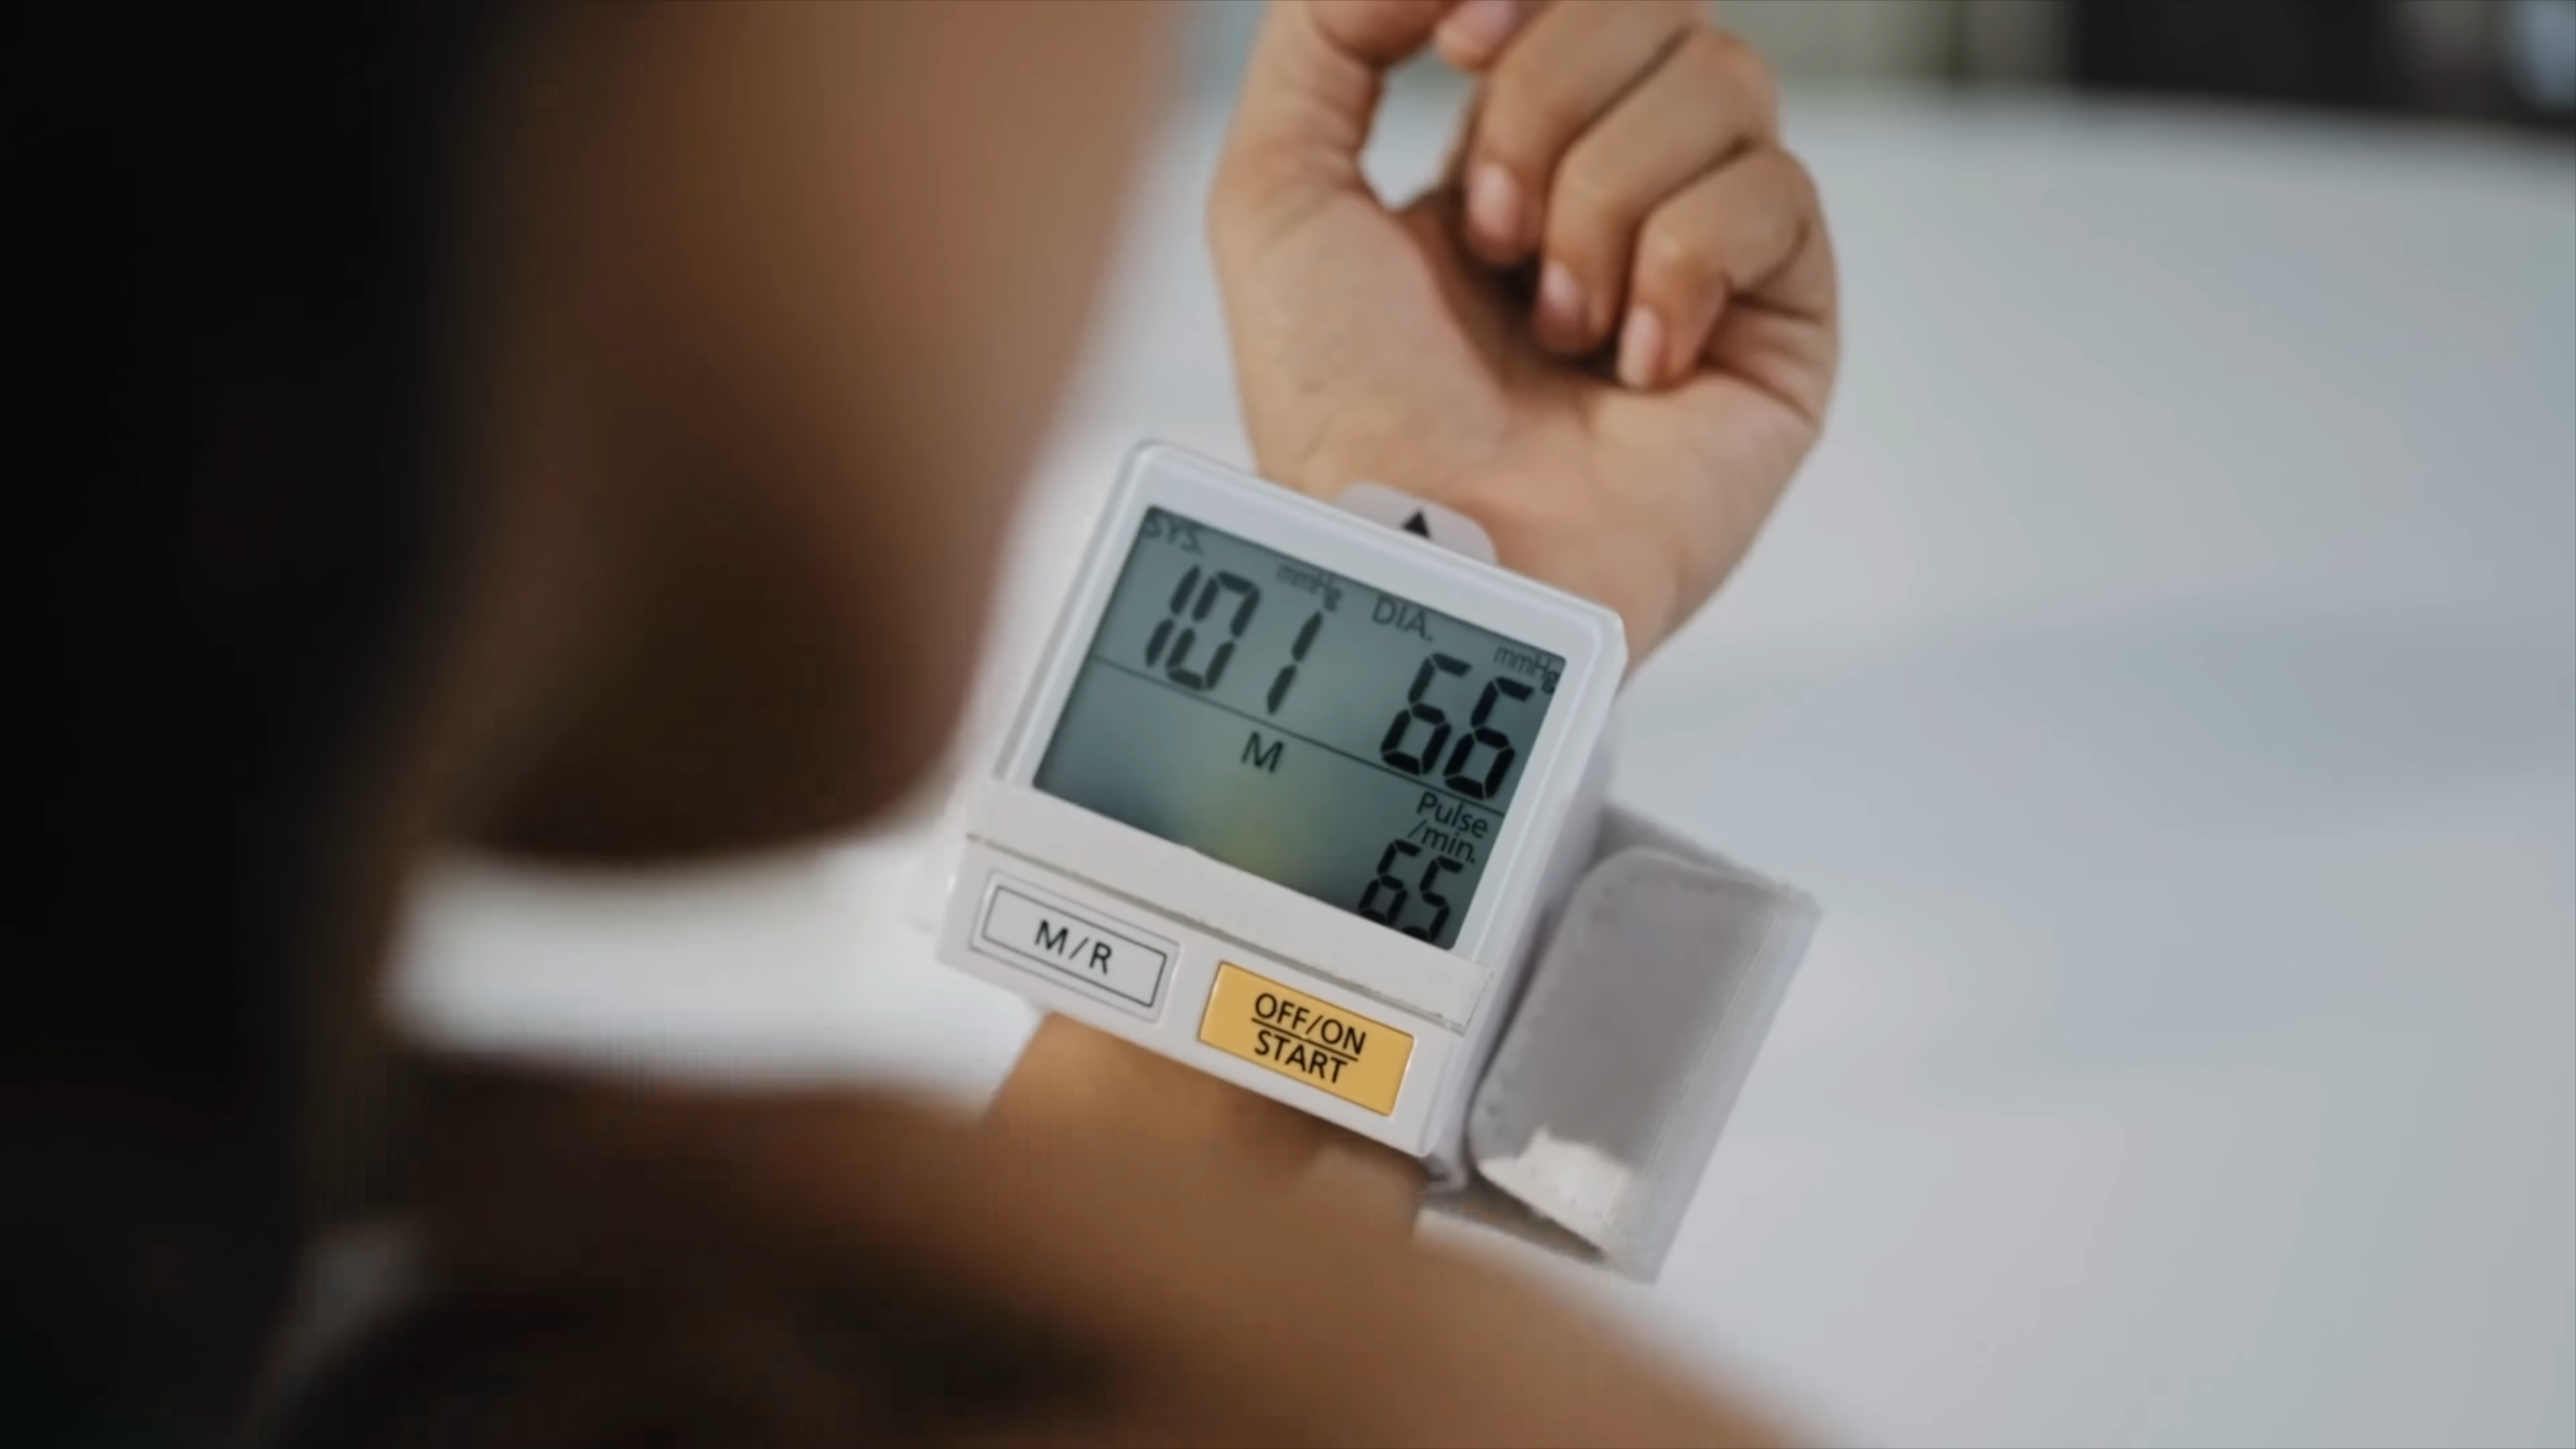 SYS.
mmHg
DIA.
mmHg
101
66
M
Pulse
/min.
65
M/R
OFF/ON
START